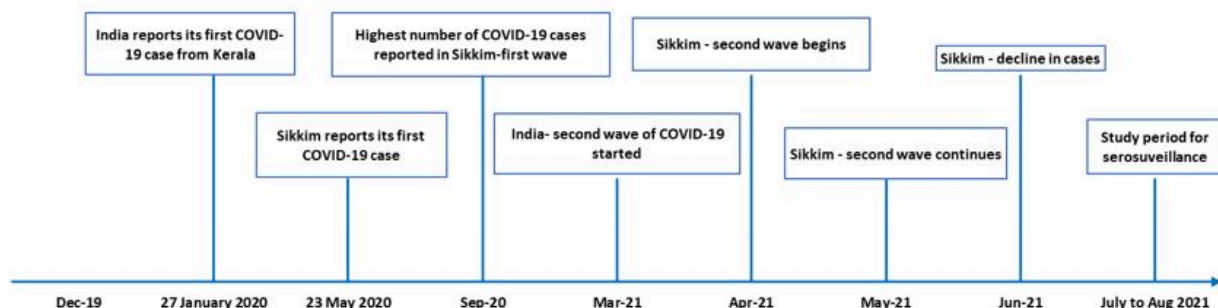 India reports its first COVID-
19 case from Kerala
Highest number of COVID-19 cases
reported in Sikkim-first wave
Sikkim - second wave begins
Sikkim - decline in cases
Sikkim reports its first
COVID-19 case
India- second wave of COVID-19
started
Sikkim - second wave continues
Study period for
serosuveillance
Dec-19 27 January 2020 23 May 2020 Sep-20 Mar-21 Apr-21 May-21 Jun-21 July to Aug 2021